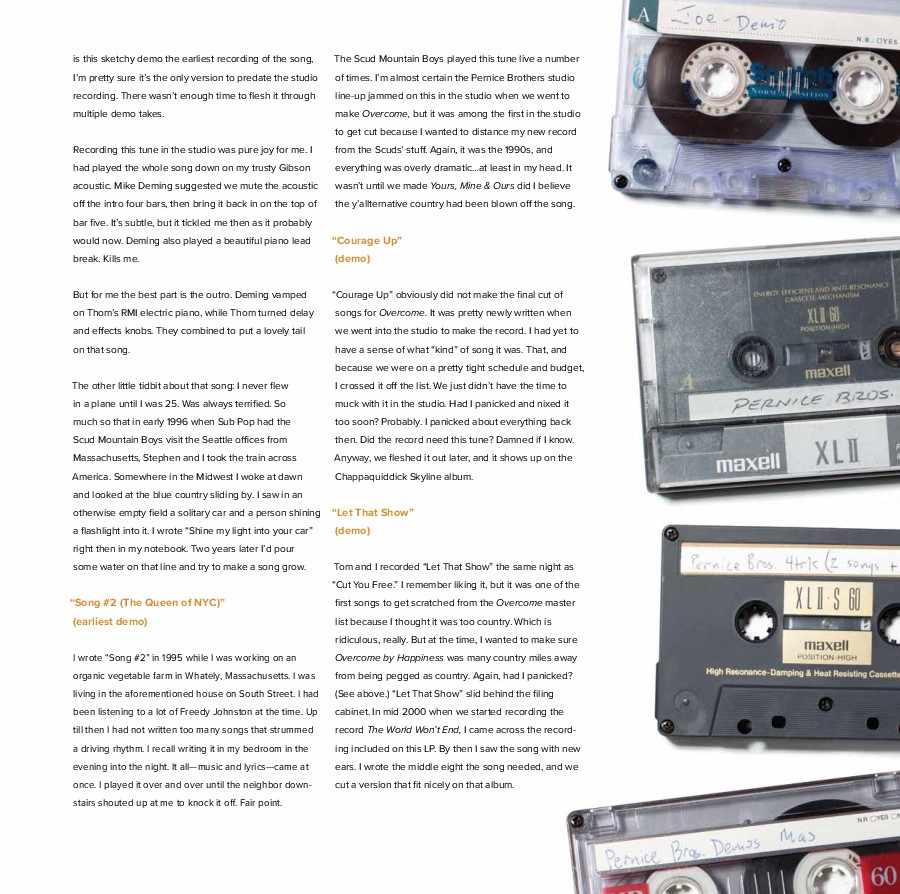 is this sketchy demo the earliest recording of the song,
I'm pretty sure it's the only version to predate the studio
recording. There wasn't enough time to flesh it through
multiple demo takes.
Recording this tune in the studio was pure joy for me. I
had played the whole song down on my trusty Gibson
acoustic. Mike Deming suggested we mute the acoustic
off the intro four bars, then bring it back in on the top of
bar five. It's subtle, but it tickled me then as it probably
would now. Deming also played a beautiful piano lead
break. Kills me.
But for me the best part is the outro. Deming vamped
on Thom's RMI electric piano, while Thom turned delay
and effects knobs. They combined to put a lovely tail
on that song.
The other little tidbit about that song: I never flew
in a plane until I was 25. Was always terrified. So
much so that in early 1996 when Sub Pop had the
Scud Mountain Boys visit the Seattle offices from
Massachusetts, Stephen and I took the train across
America. Somewhere in the Midwest I woke at dawn
and looked at the blue country sliding by. I saw in an
otherwise empty field a solitary car and a person shining
a flashlight into it. I wrote “Shine my light into your car”
right then in my notebook. Two years later I'd pour
some water on that line and try to make a song grow.
“Song #2 (The Queen of NYC)”
(earliest demo)
I wrote “Song #2” in 1995 while I was working on an
organic vegetable farm in Whately, Massachusetts. I was
living in the aforementioned house on South Street. I had
been listening to a lot of Freedy Johnston at the time. Up
till then I had not written too many songs that strummed
a driving rhythm. I recall writing it in my bedroom in the
evening into the night. It all—music and lyrics—came at
once. I played it over and over until the neighbor down-
stairs shouted up at me to knock it off. Fair point.
The Scud Mountain Boys played this tune live a number
of times. I'm almost certain the Pernice Brothers studio
line-up jammed on this in the studio when we went to
make Overcome, but it was among the first in the studio
to get cut because I wanted to distance my new record
from the Scuds' stuff. Again, it was the 1990s, and
everything was overly dramatic...at least in my head. It
wasn't until we made Yours, Mine & Ours did I believe
the y'allternative country had been blown off the song.
“Courage Up”
(demo)
“Courage Up” obviously did not make the final cut of
songs for Overcome. It was pretty newly written when
we went into the studio to make the record. I had yet to
have a sense of what “kind” of song it was. That, and
because we were on a pretty tight schedule and budget,
I crossed it off the list. We just didn't have the time to
muck with it in the studio. Had I panicked and nixed it
too soon? Probably. I panicked about everything back
then. Did the record need this tune? Damned if I know.
Anyway, we fleshed it out later, and it shows up on the
Chappaquiddick Skyline album.
“Let That Show”
(demo)
Tom and I recorded “Let That Show” the same night as
“Cut You Free.” I remember liking it, but it was one of the
first songs to get scratched from the Overcome master
list because I thought it was too country. Which is
ridiculous, really. But at the time, I wanted to make sure
Overcome by Happiness was many country miles away
from being pegged as country. Again, had I panicked?
(See above.) “Let That Show” slid behind the filing
cabinet. In mid 2000 when we started recording the
record The World Won't End, I came across the record-
ing included on this LP. By then I saw the song with new
ears. I wrote the middle eight the song needed, and we
cut a version that fit nicely on that album.
A
Joe - Demo
N.R.: □YES
Scotch
NORMAL POSITION
ENERGY EFFICIENT AND ANTI-RESONANCE
CASSETTE MECHANISM
XLII 60
POSITION-HIGH
maxell
A
PERNICE BROS.
maxell
XLII
Pernice Bros. 4trk (2 songs +
XLII-S 60
maxell
POSITION-HIGH
High Resonance-Damping & Heat Resisting Cassette
N.R □YES
Pernice Bros. Demos Mas
60